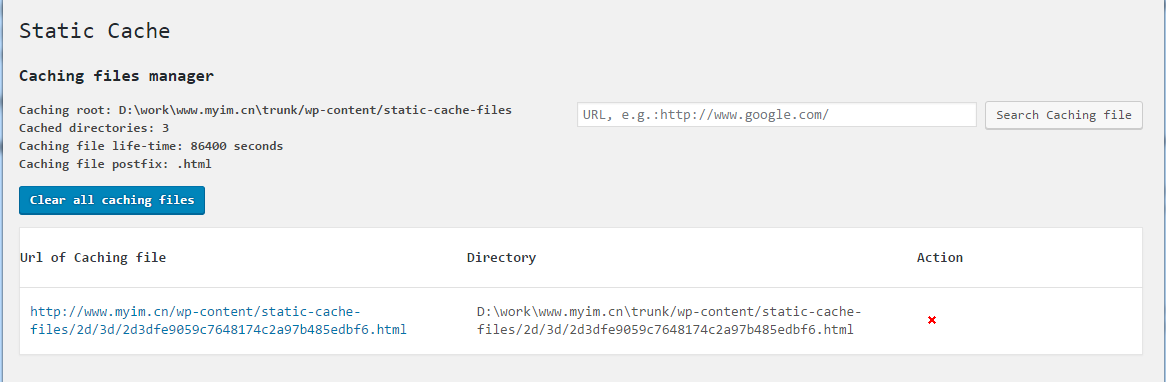 Static Cache
Caching files manager
Caching root: D:\work\www.myim.cn\trunk/wp-content/static-cache-files
Cached directories: 3
Caching file life-time: 86400 seconds
Caching file postfix: .html
URL, e.g.:http://www.google.com/
Search Caching file
Clear all caching files
Url of Caching file
Directory
Action
http://www.myim.cn/wp-content/static-cache-
files/2d/3d/2d3dfe9059c7648174c2a97b485edbf6.html
D:\work\www.myim.cn\trunk/wp-content/static-cache-
files/2d/3d/2d3dfe9059c7648174c2a97b485edbf6.html